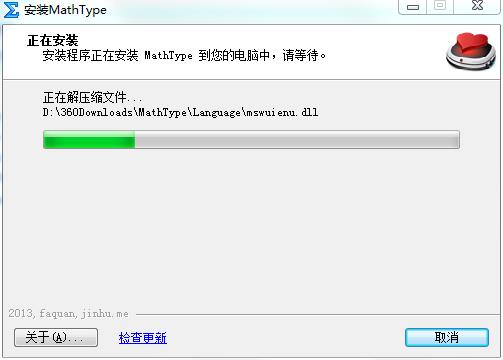 安装MathType
正在安装
安装程序正在安装 MathType 到您的电脑中,请等待。
正在解压缩文件...
D:\360Downloads\MathType\Language\mswuienu.dll
2013,faquan,jinhu.me
关于(A)...
检查更新
取消